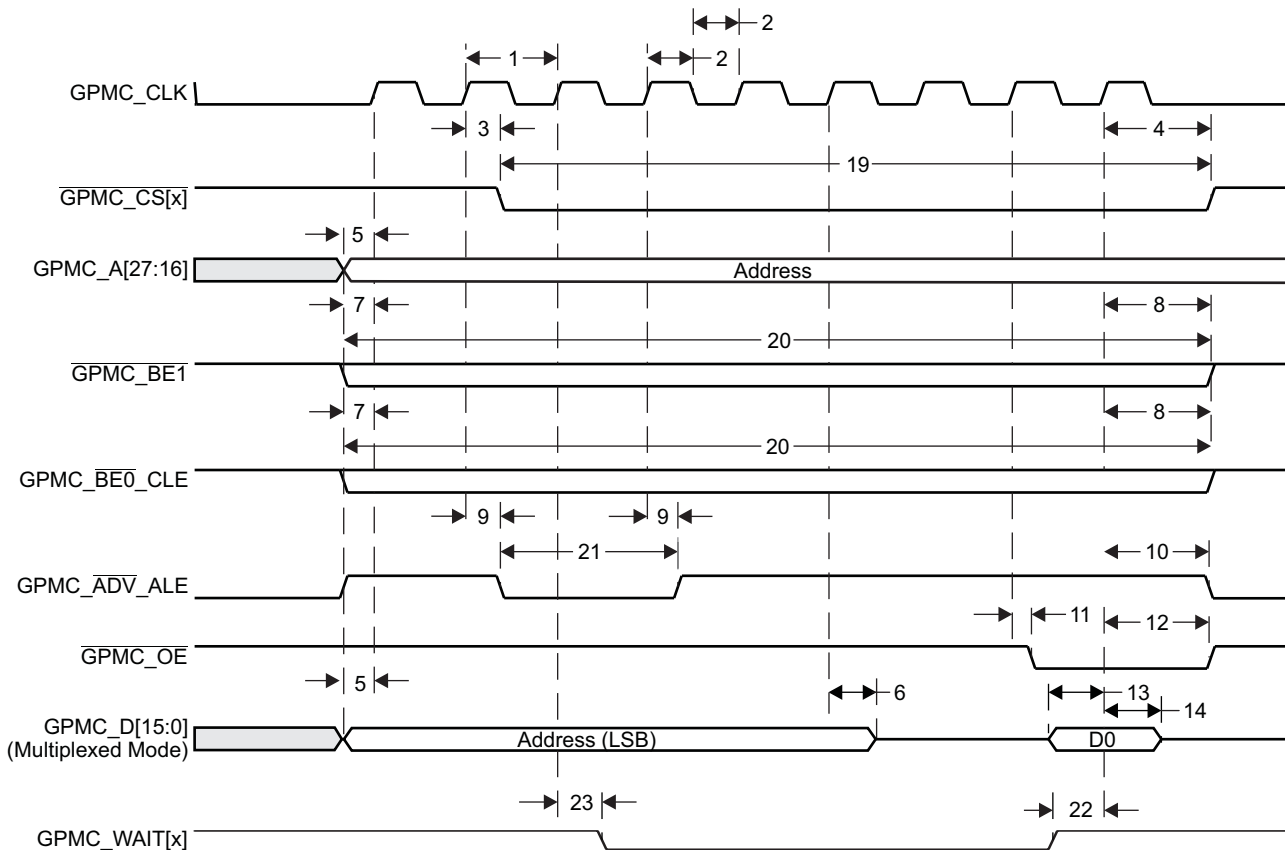 2
1
2
GPMC_CLK
3
4
19
GPMC_CS[x]
5
GPMC_A[27:16]
Address
7
8
20
GPMC_BE1
7
8
20
GPMC_BE0_CLE
9
9
21
10
GPMC_ADV_ALE
11
12
GPMC_OE
5
6
13
14
GPMC_D[15:0]
(Multiplexed Mode)
Address (LSB)
D0
23
22
GPMC_WAIT[x]